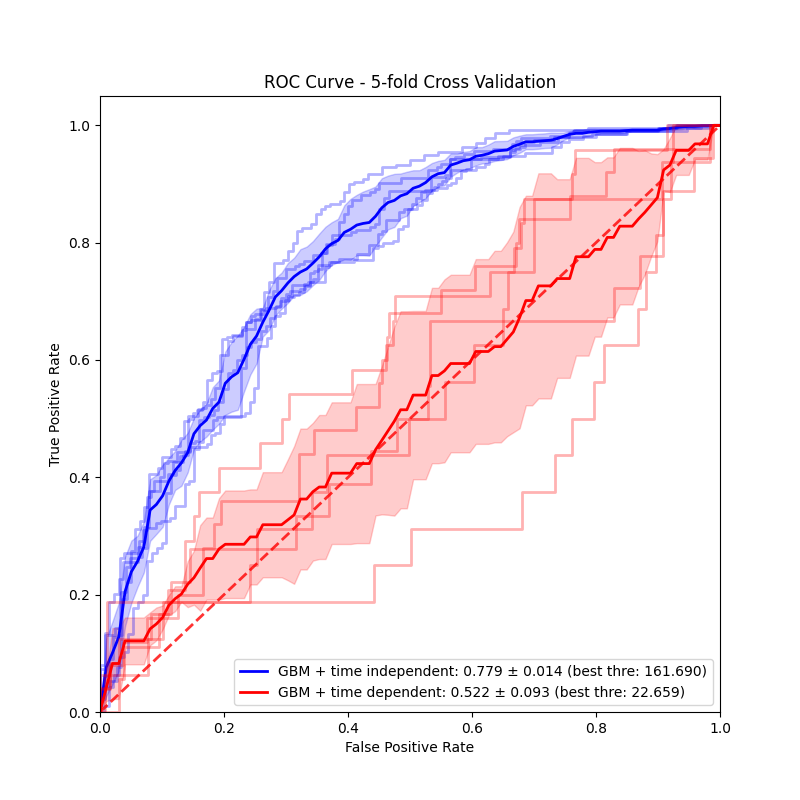 ROC Curve - 5-fold Cross Validation
True Positive Rate
1.0
0.8
0.6
0.4
0.2
0.0
GBM + time independent: 0.779 ± 0.014 (best thre: 161.690)
GBM + time dependent: 0.522 ± 0.093 (best thre: 22.659)
0.0 0.2 0.4 0.6 0.8 1.0
False Positive Rate